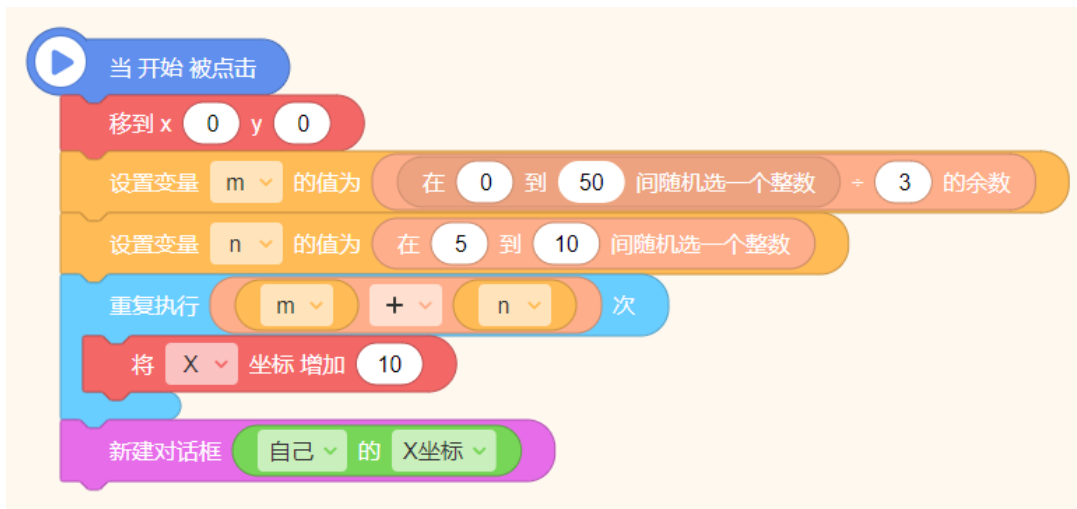 当 开始 被点击
移到 x 0 y 0
设置变量 m 的值为 在 0 到 50 间随机选一个整数 ÷ 3 的余数
设置变量 n 的值为 在 5 到 10 间随机选一个整数
重复执行 m + n 次
将 X 坐标 增加 10
新建对话框 自己 的 X坐标